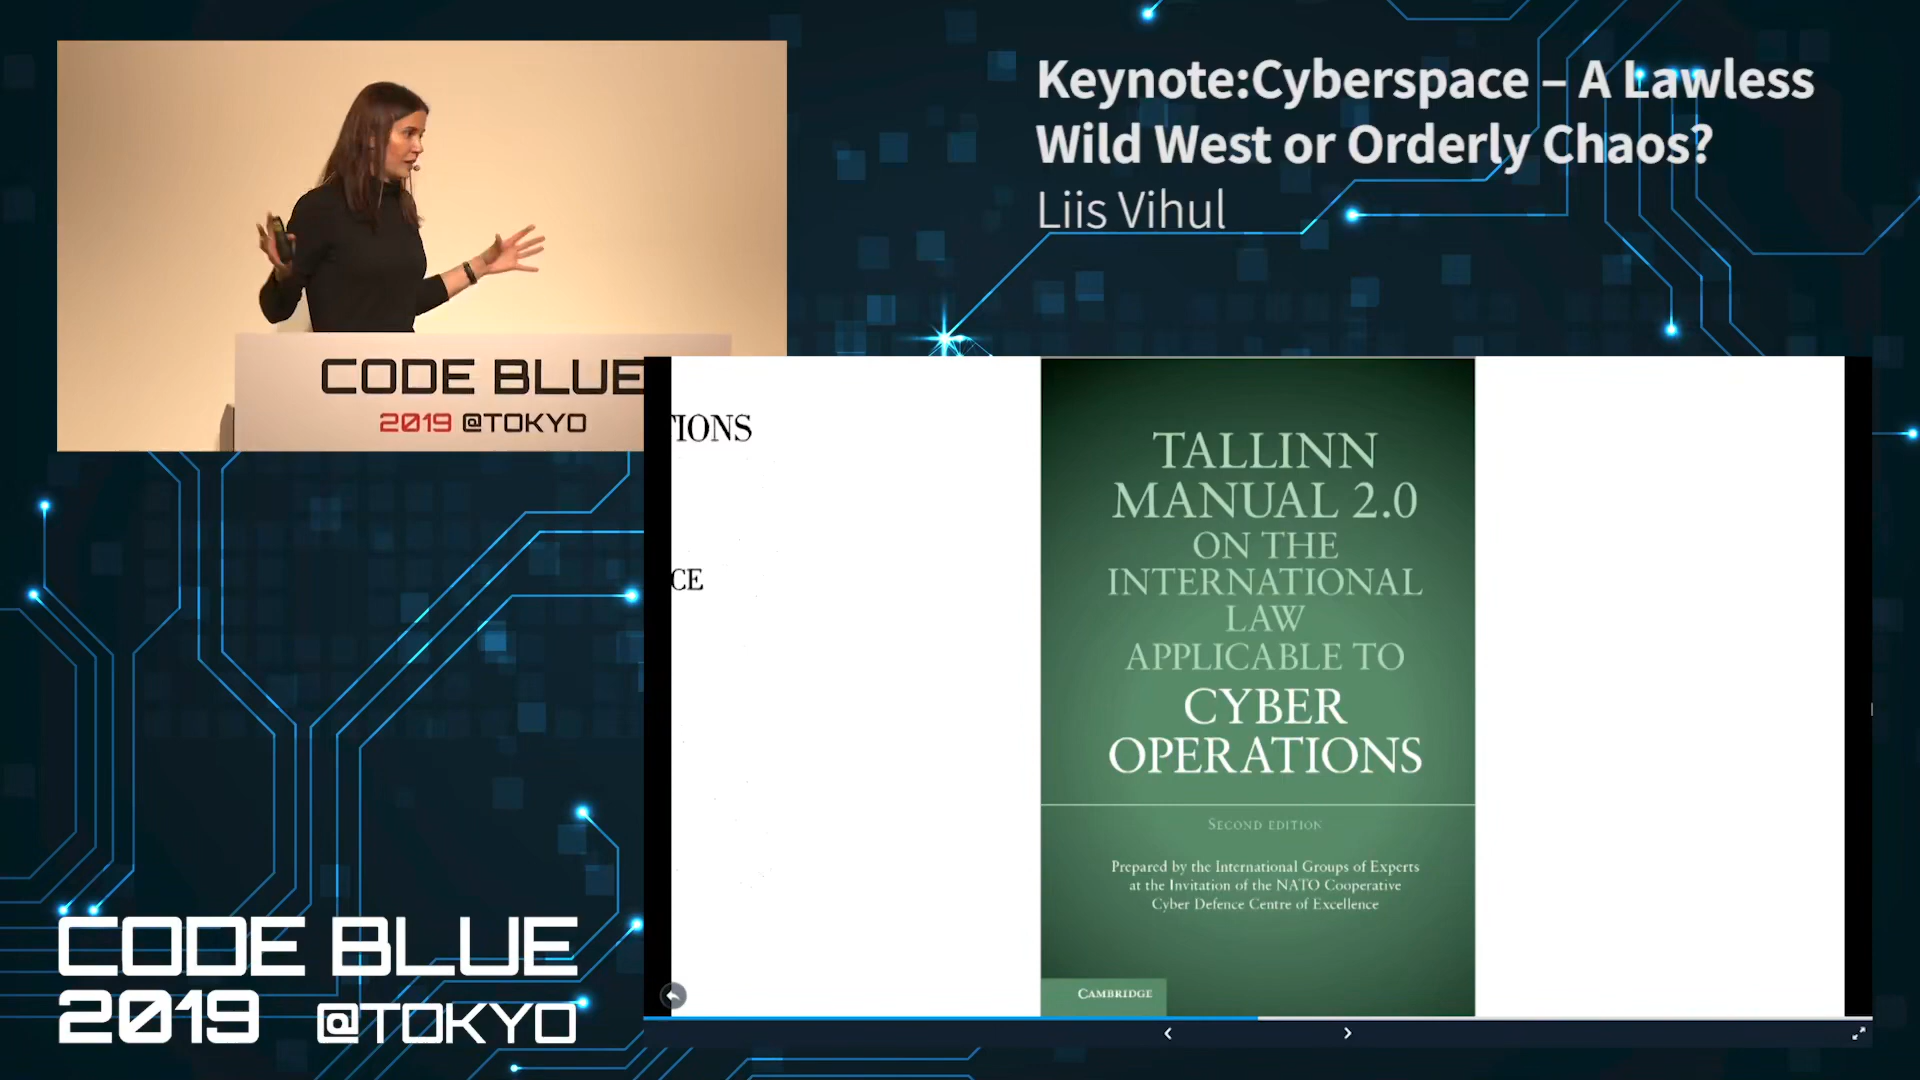 Keynote:Cyberspace – A Lawless
Wild West or Orderly Chaos?
Liis Vihul
CODE BLUE
2019 @TOKYO
TIONS
CE
TALLINN
MANUAL 2.0
ON THE
INTERNATIONAL
LAW
APPLICABLE TO
CYBER
OPERATIONS
SECOND EDITION
Prepared by the International Groups of Experts
at the Invitation of the NATO Cooperative
Cyber Defence Centre of Excellence
CAMBRIDGE
CODE BLUE
2019 @TOKYO